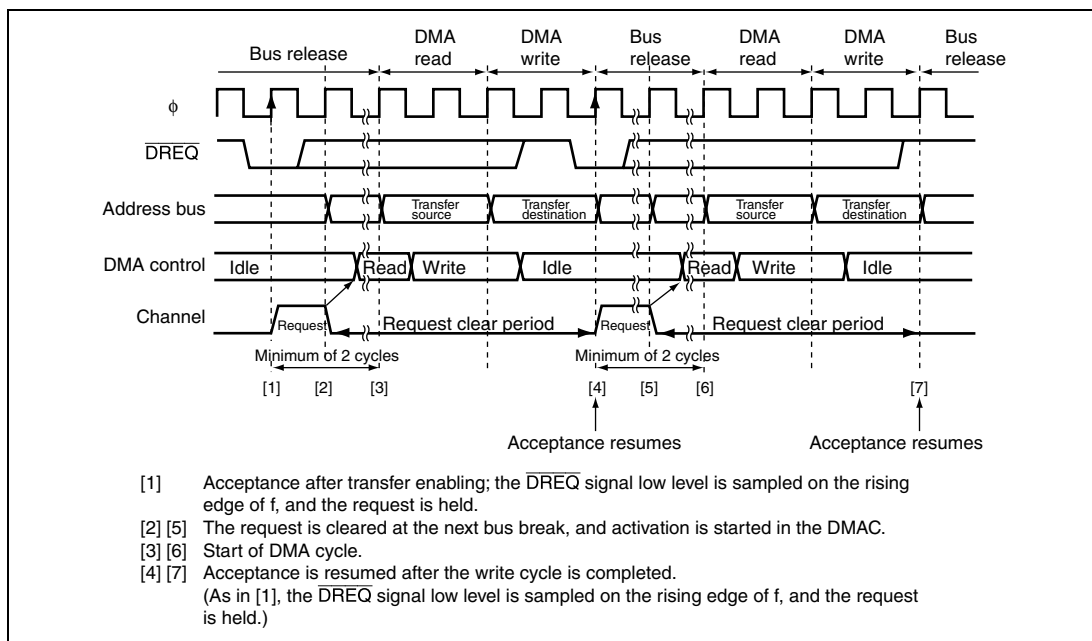 Bus release DMA read DMA write Bus release DMA read DMA write Bus release
ϕ
DREQ
Address bus Transfer source Transfer destination Transfer source Transfer destination
DMA control Idle Read Write Idle Read Write Idle
Channel Request Request clear period Request Request clear period
Minimum of 2 cycles Minimum of 2 cycles
[1] [2] [3] [4] [5] [6] [7]
Acceptance resumes Acceptance resumes
[1] Acceptance after transfer enabling; the DREQ signal low level is sampled on the rising
edge of f, and the request is held.
[2] [5] The request is cleared at the next bus break, and activation is started in the DMAC.
[3] [6] Start of DMA cycle.
[4] [7] Acceptance is resumed after the write cycle is completed.
(As in [1], the DREQ signal low level is sampled on the rising edge of f, and the request
is held.)